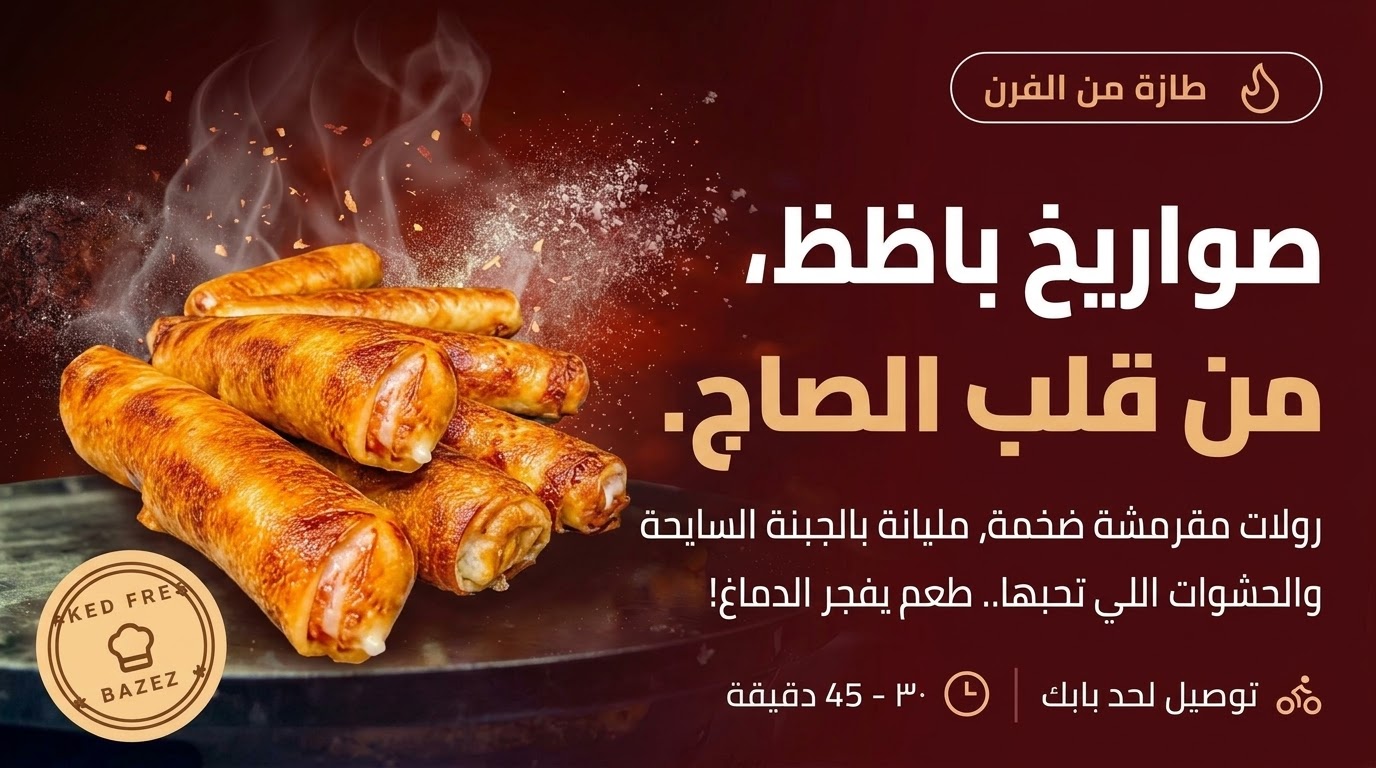 طازة من الفرن
صواريخ باظظ،
من قلب الصاج.
رولات مقرمشة ضخمة, مليانة بالجبنة السايحة
والحشوات اللي تحبها.. طعم يفجر الدماغ!
توصيل لحد بابك
٣٠ - 45 دقيقة
KED FRE
BAZEZ